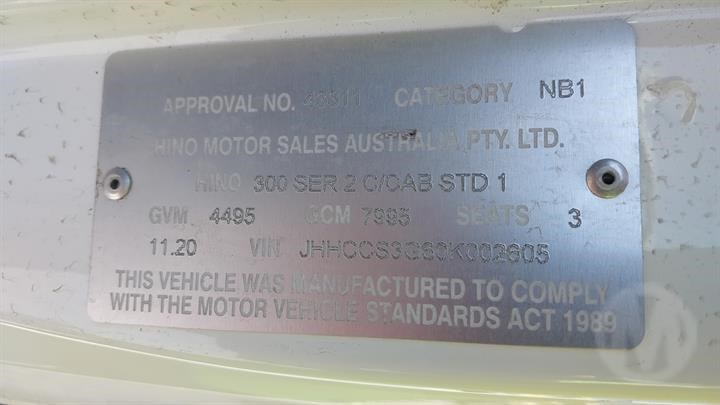 APPROVAL NO. 48311 CATEGORY NB1
HINO MOTOR SALES AUSTRALIA PTY. LTD.
HINO 300 SER 2 C/CAB STD 1
GVM 4495 GCM 7995 SEATS 3
11.20 VIN JHHCCS3G60K002605
THIS VEHICLE WAS MANUFACTURED TO COMPLY
WITH THE MOTOR VEHICLE STANDARDS ACT 1989
M